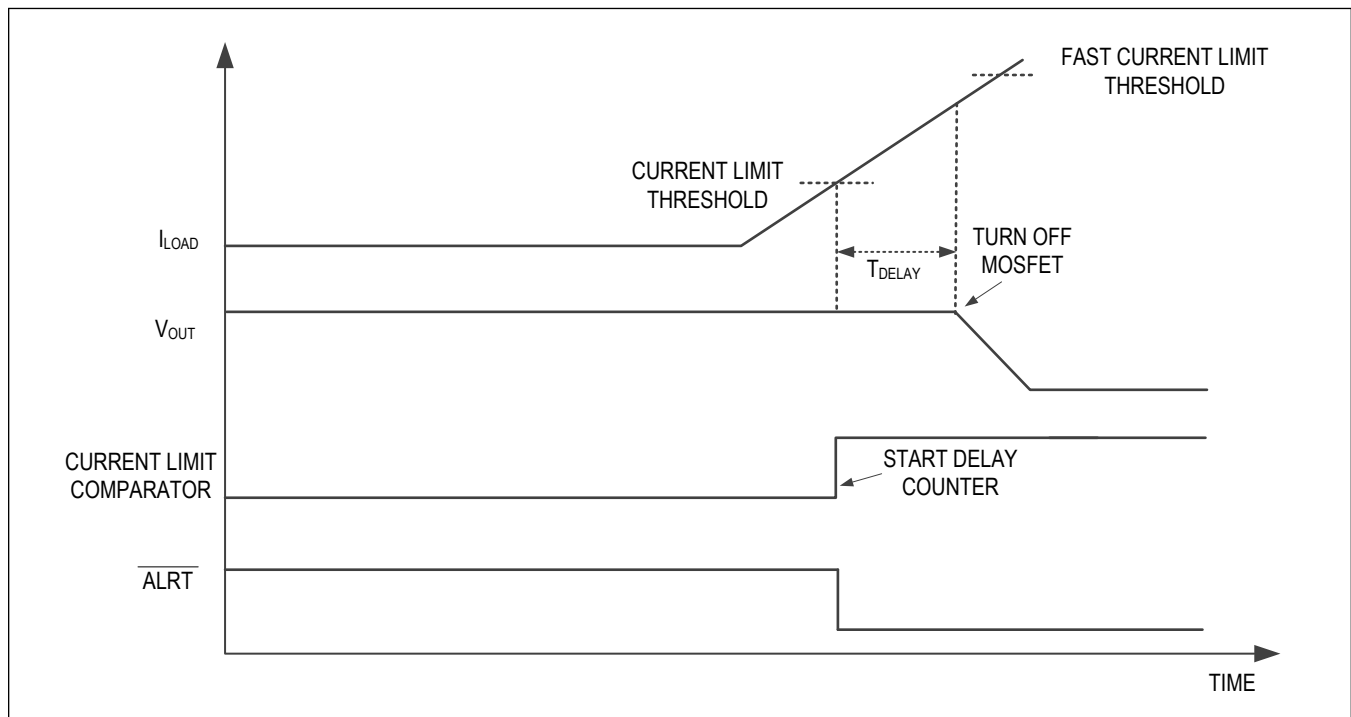 FAST CURRENT LIMIT
THRESHOLD
CURRENT LIMIT
THRESHOLD
ILOAD
TDELAY
TURN OFF
MOSFET
VOUT
CURRENT LIMIT
COMPARATOR
START DELAY
COUNTER
ALRT
TIME